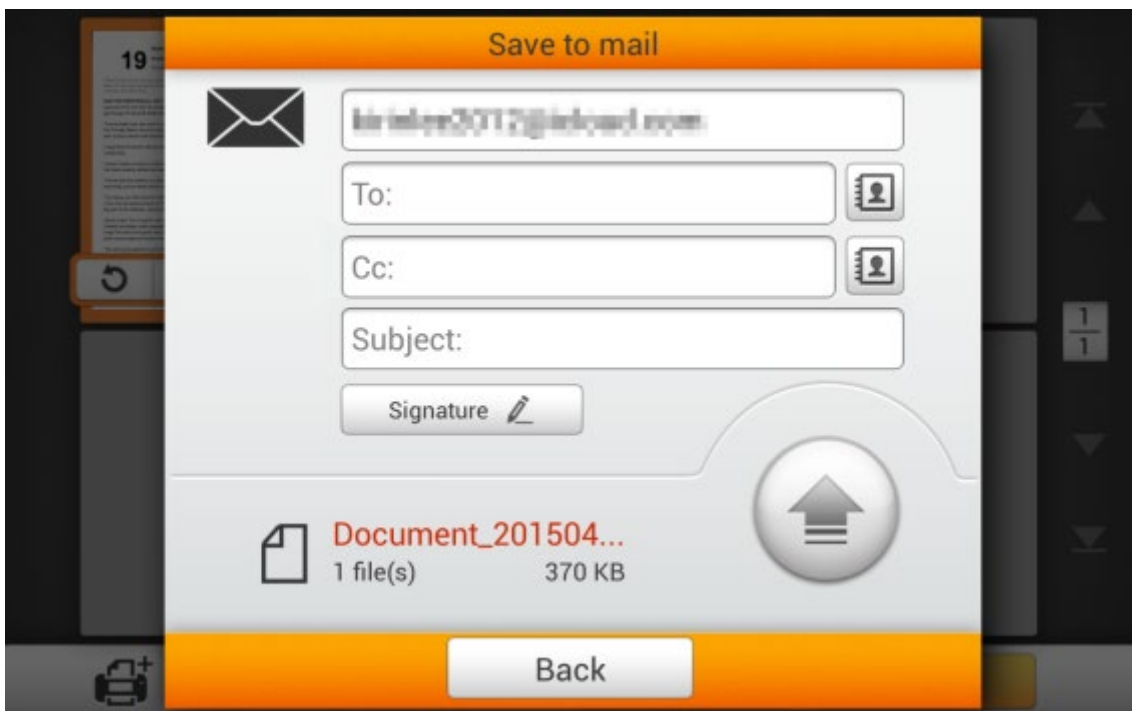 Save to mail
19
To:
Cc:
Subject:
Signature
Document_201504...
1 file(s) 370 KB
Back
1
1